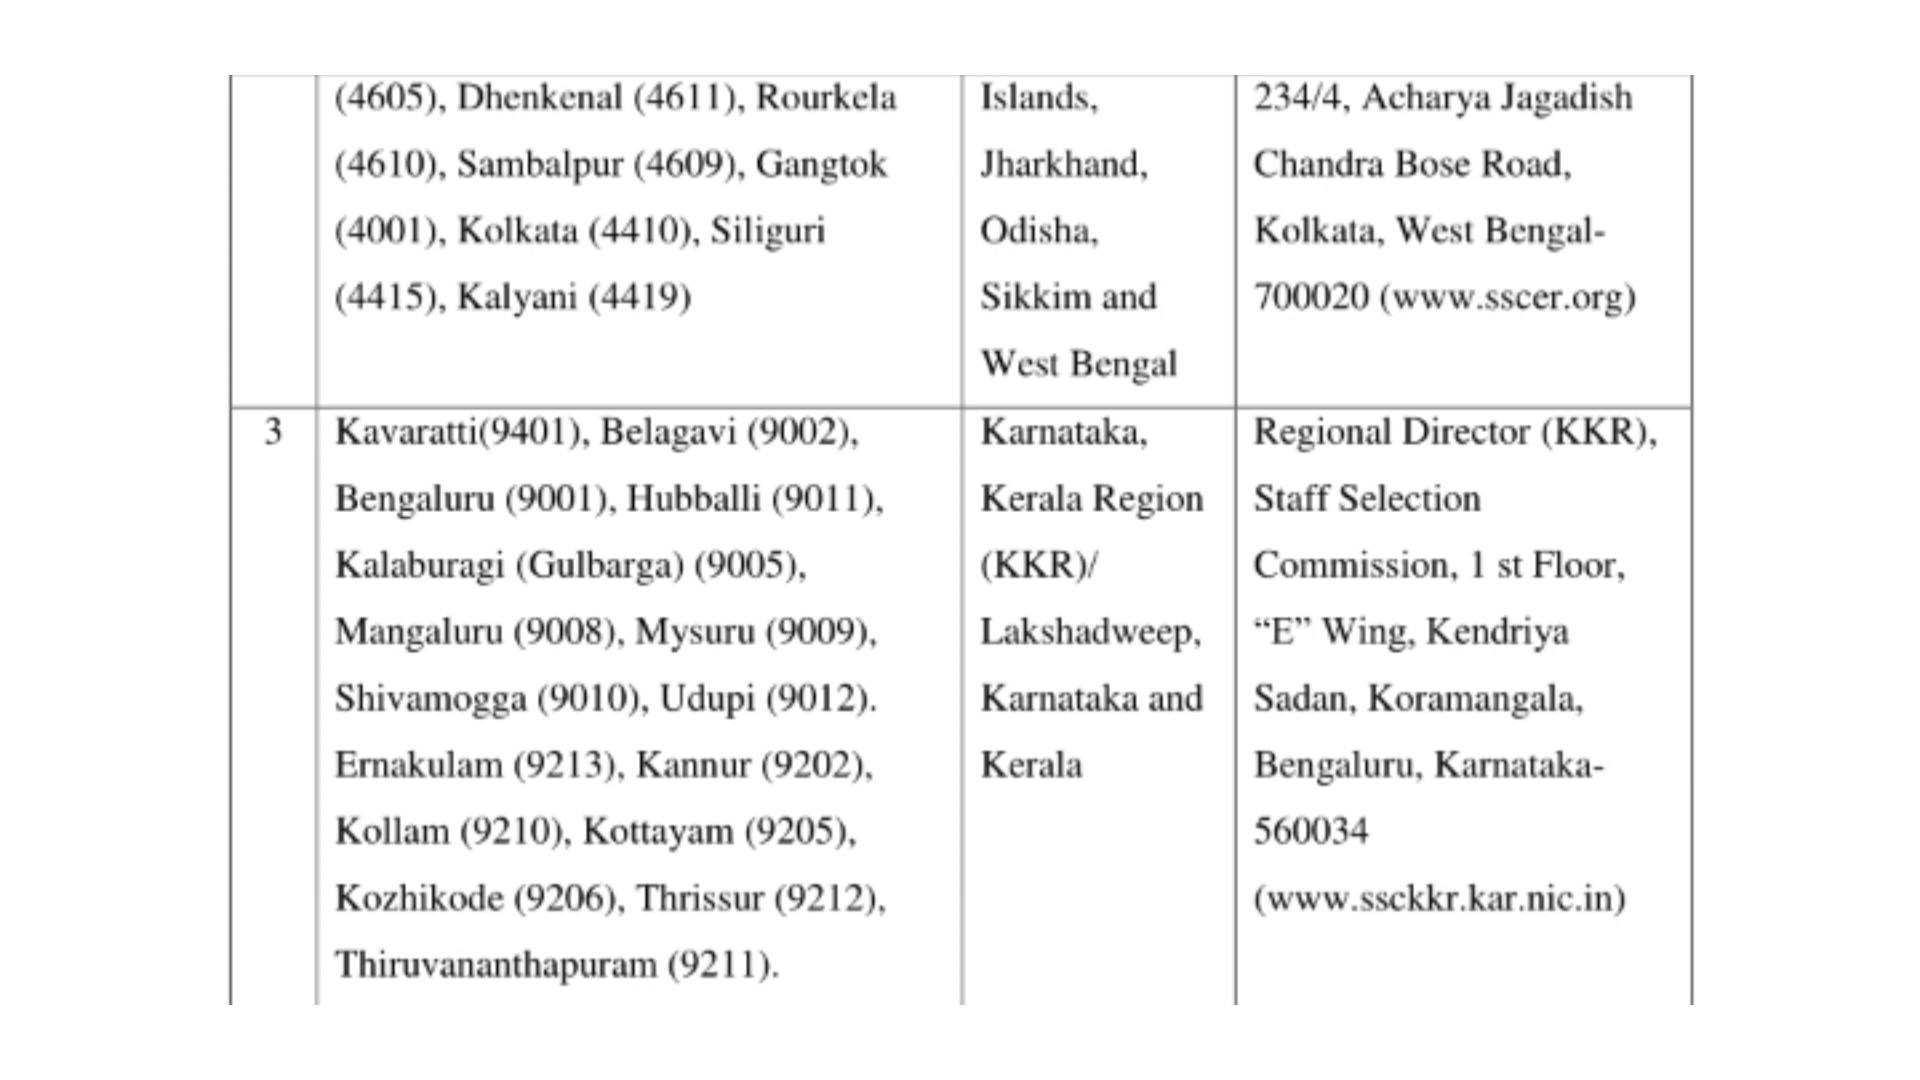 (4605), Dhenkenal (4611), Rourkela
(4610), Sambalpur (4609), Gangtok
(4001), Kolkata (4410), Siliguri
(4415), Kalyani (4419)
Islands,
Jharkhand,
Odisha,
Sikkim and
West Bengal
234/4, Acharya Jagadish
Chandra Bose Road,
Kolkata, West Bengal-
700020 (www.sscer.org)
3
Kavaratti(9401), Belagavi (9002),
Bengaluru (9001), Hubballi (9011),
Kalaburagi (Gulbarga) (9005),
Mangaluru (9008), Mysuru (9009),
Shivamogga (9010), Udupi (9012).
Ernakulam (9213), Kannur (9202),
Kollam (9210), Kottayam (9205),
Kozhikode (9206), Thrissur (9212),
Thiruvananthapuram (9211).
Karnataka,
Kerala Region
(KKR)/
Lakshadweep,
Karnataka and
Kerala
Regional Director (KKR),
Staff Selection
Commission, 1 st Floor,
“E” Wing, Kendriya
Sadan, Koramangala,
Bengaluru, Karnataka-
560034
(www.ssckkr.kar.nic.in)